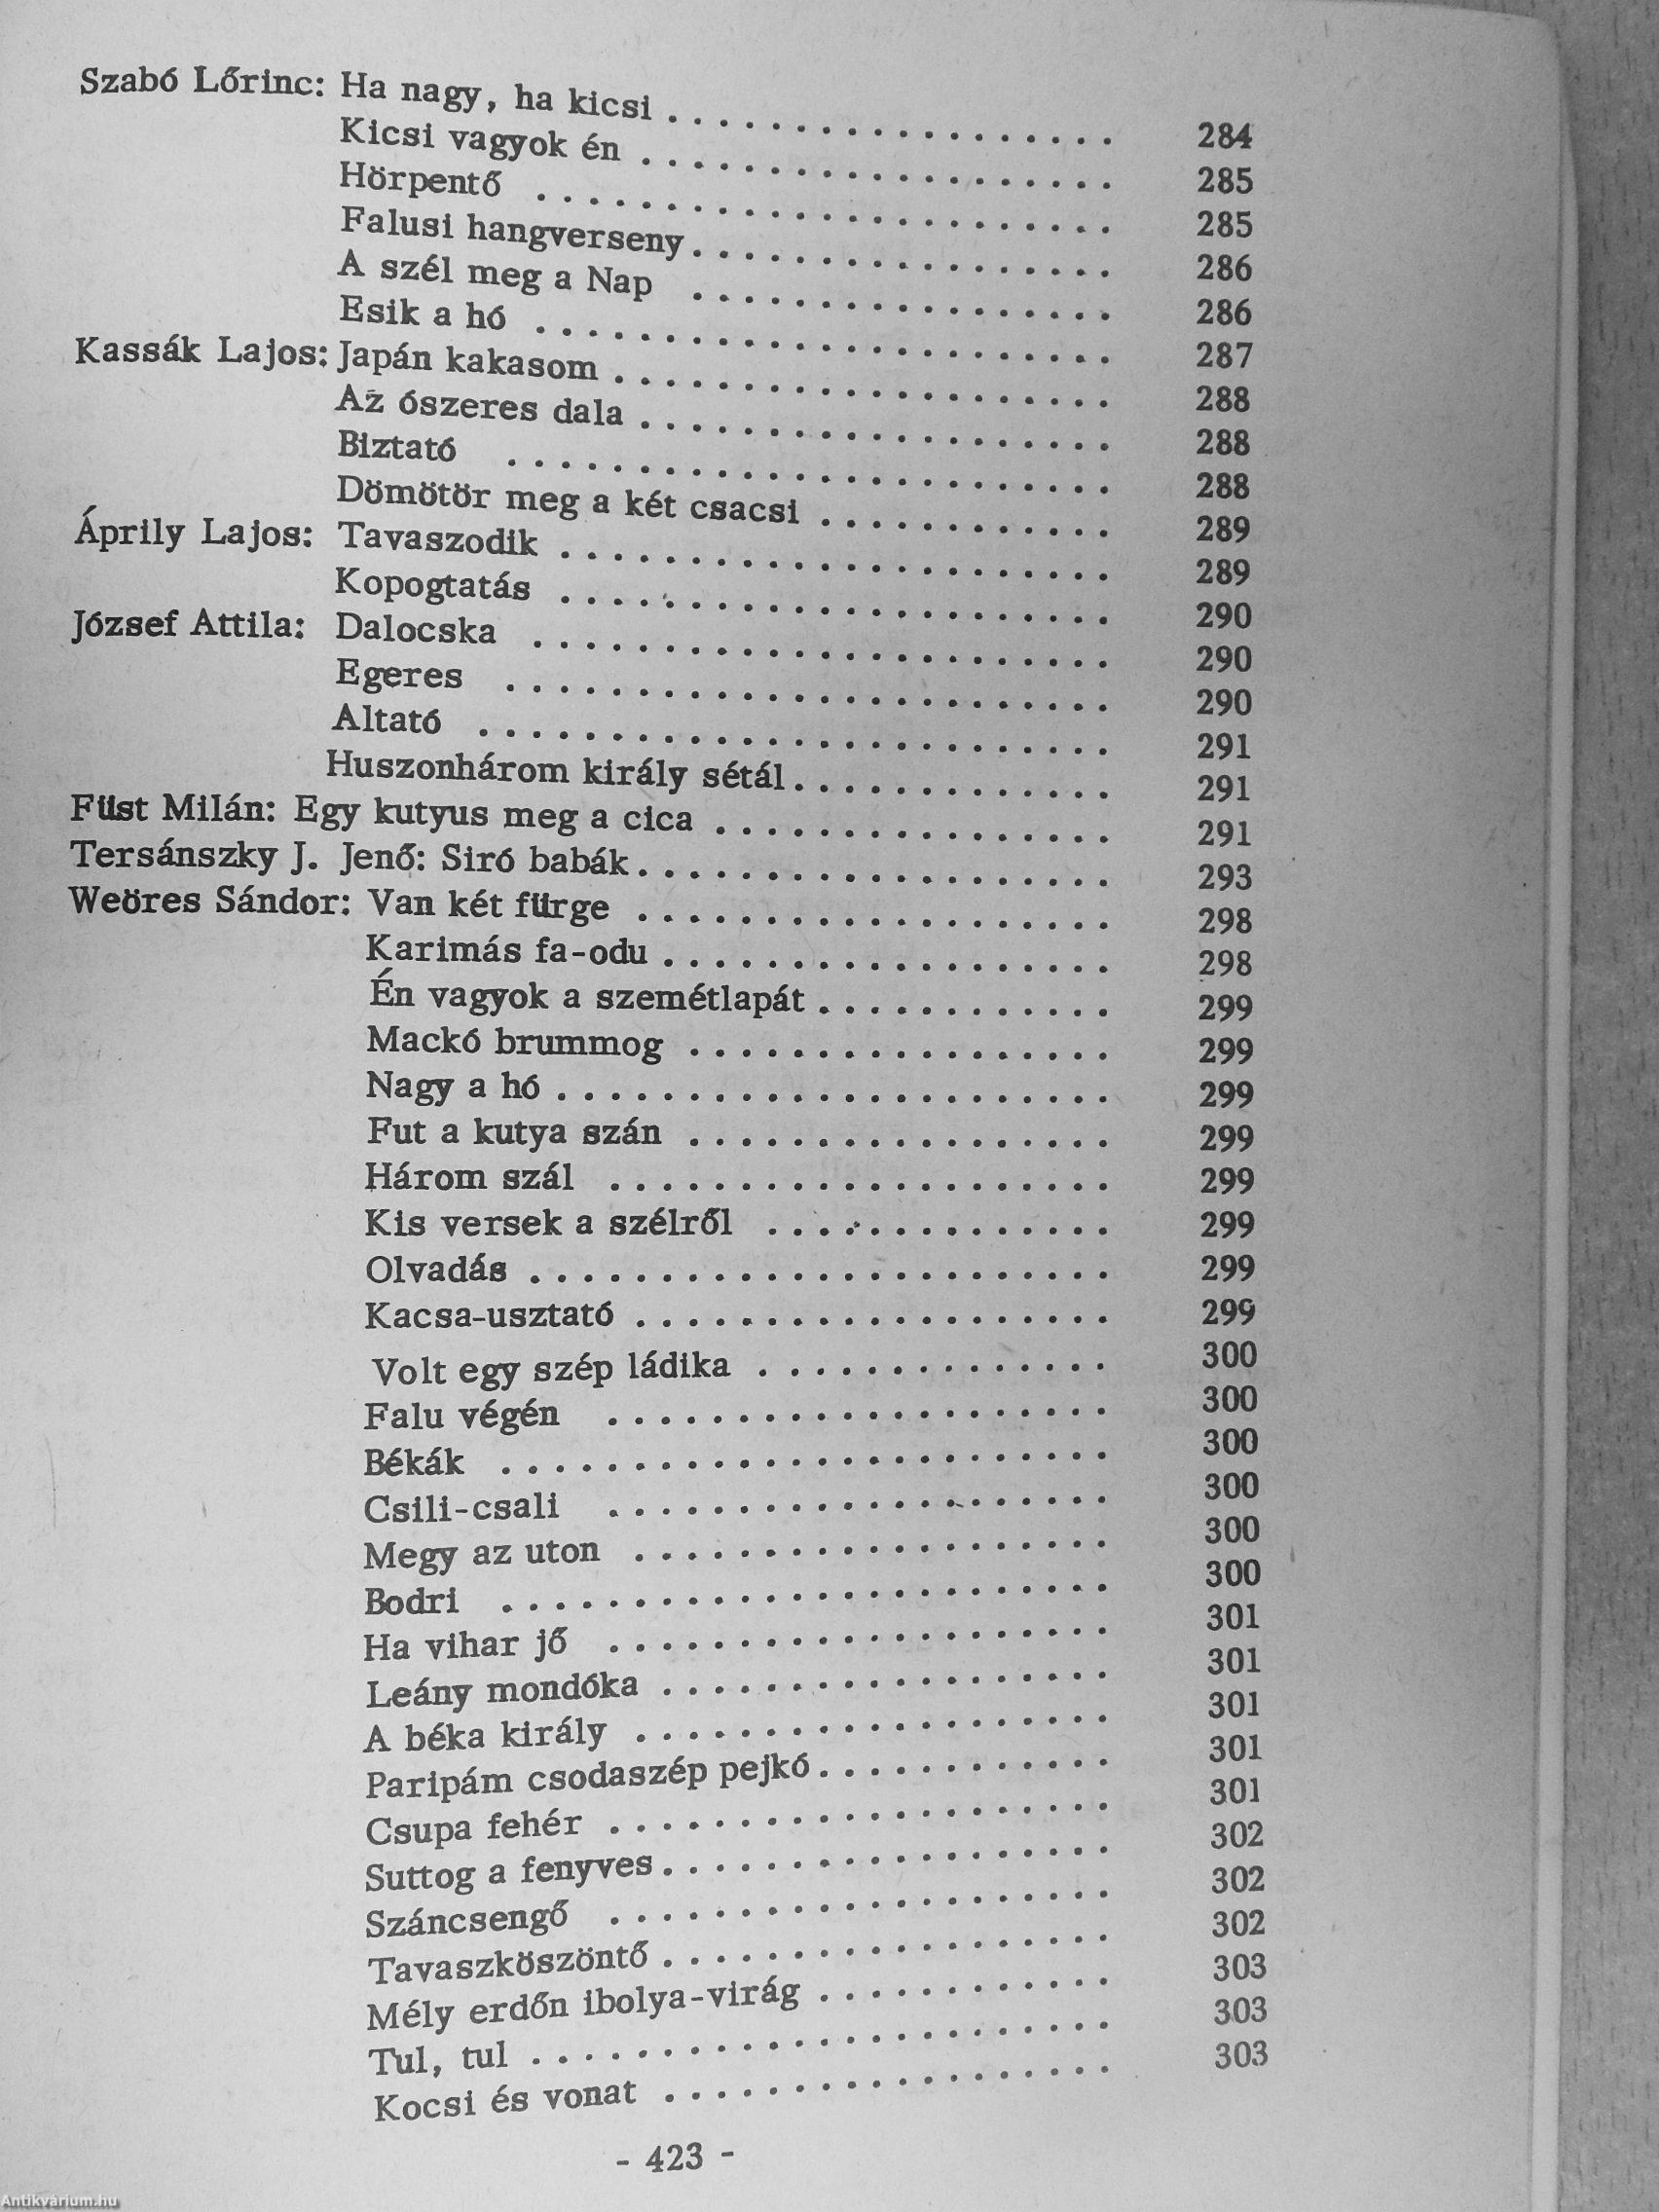 Szabó Lőrinc: Ha nagy, ha kicsi . . . . . . . . . . . . . . . . . . 284
Kicsi vagyok én . . . . . . . . . . . . . . . . . . . 285
Hörpentő . . . . . . . . . . . . . . . . . . . . . . . 285
Falusi hangverseny . . . . . . . . . . . . . . . . . 286
A szél meg a Nap . . . . . . . . . . . . . . . . . 286
Esik a hó . . . . . . . . . . . . . . . . . . . . . . . 287
Kassák Lajos: Japán kakasom . . . . . . . . . . . . . . . . . . . . 288
Az ószeres dala . . . . . . . . . . . . . . . . . . . 288
Biztató . . . . . . . . . . . . . . . . . . . . . . . . 288
Dömötör meg a két csacsi . . . . . . . . . . . . 289
Áprily Lajos: Tavaszodik . . . . . . . . . . . . . . . . . . . . . . 289
Kopogtatás . . . . . . . . . . . . . . . . . . . . . . 290
József Attila: Dalocska . . . . . . . . . . . . . . . . . . . . . . . 290
Egeres . . . . . . . . . . . . . . . . . . . . . . . . 290
Altató . . . . . . . . . . . . . . . . . . . . . . . . . 291
Huszonhárom király sétál . . . . . . . . . . . . . 291
Füst Milán: Egy kutyus meg a cica . . . . . . . . . . . . . . . . 291
Tersánszky J. Jenő: Siró babák . . . . . . . . . . . . . . . . . . . 293
Weöres Sándor: Van két fürge . . . . . . . . . . . . . . . . . . . 298
Karimás fa-odu . . . . . . . . . . . . . . . . . . 298
Én vagyok a szemétlapát . . . . . . . . . . . . 299
Mackó brummog . . . . . . . . . . . . . . . . . 299
Nagy a hó . . . . . . . . . . . . . . . . . . . . . . 299
Fut a kutya szán . . . . . . . . . . . . . . . . . 299
Három szál . . . . . . . . . . . . . . . . . . . . 299
Kis versek a szélről . . . . . . . . . . . . . . 299
Olvadás . . . . . . . . . . . . . . . . . . . . . . . 299
Kacsa-usztató . . . . . . . . . . . . . . . . . . . 299
Volt egy szép ládika . . . . . . . . . . . . . . 300
Falu végén . . . . . . . . . . . . . . . . . . . . 300
Békák . . . . . . . . . . . . . . . . . . . . . . . . 300
Csili-csali . . . . . . . . . . . . . . . . . . . . 300
Megy az uton . . . . . . . . . . . . . . . . . . . 300
Bodri . . . . . . . . . . . . . . . . . . . . . . . . 300
Ha vihar jő . . . . . . . . . . . . . . . . . . . . 301
Leány mondóka . . . . . . . . . . . . . . . . . . 301
A béka király . . . . . . . . . . . . . . . . . . . 301
Paripám csodaszép pejkó . . . . . . . . . . . . 301
Csupa fehér . . . . . . . . . . . . . . . . . . . . 301
Suttog a fenyves . . . . . . . . . . . . . . . . . . 302
Száncsengő . . . . . . . . . . . . . . . . . . . . 302
Tavaszköszöntő . . . . . . . . . . . . . . . . . . 302
Mély erdőn ibolya-virág . . . . . . . . . . . . 303
Tul, tul . . . . . . . . . . . . . . . . . . . . . . . 303
Kocsi és vonat . . . . . . . . . . . . . . . . . . 303
- 423 -
Antikvárium.hu